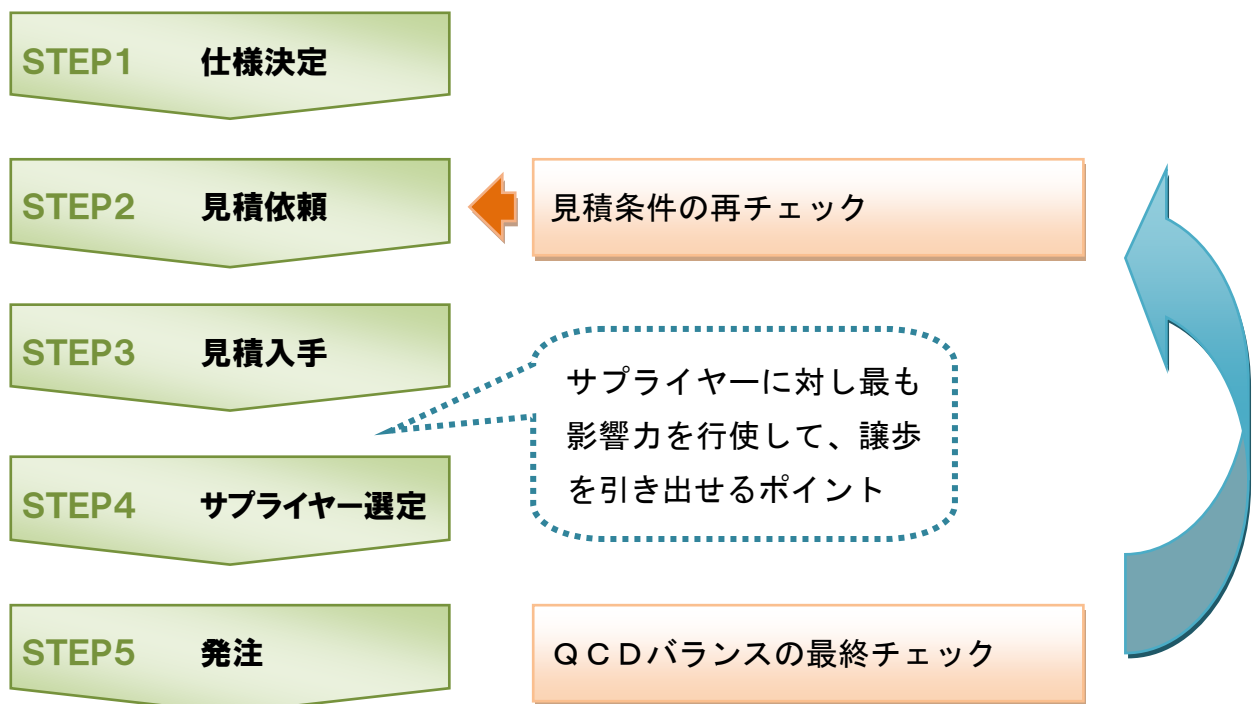 STEP1 仕様決定
STEP2 見積依頼
見積条件の再チェック
STEP3 見積入手
サプライヤーに対し最も
影響力を行使して、譲歩
を引き出せるポイント
STEP4 サプライヤー選定
STEP5 発注
ＱＣＤバランスの最終チェック